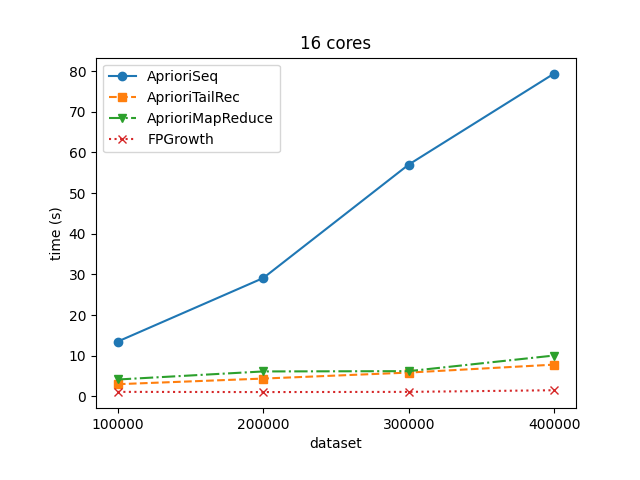 16 cores
AprioriSeq
AprioriTailRec
AprioriMapReduce
FPGrowth
time (s)
80
70
60
50
40
30
20
10
0
100000 200000 300000 400000
dataset